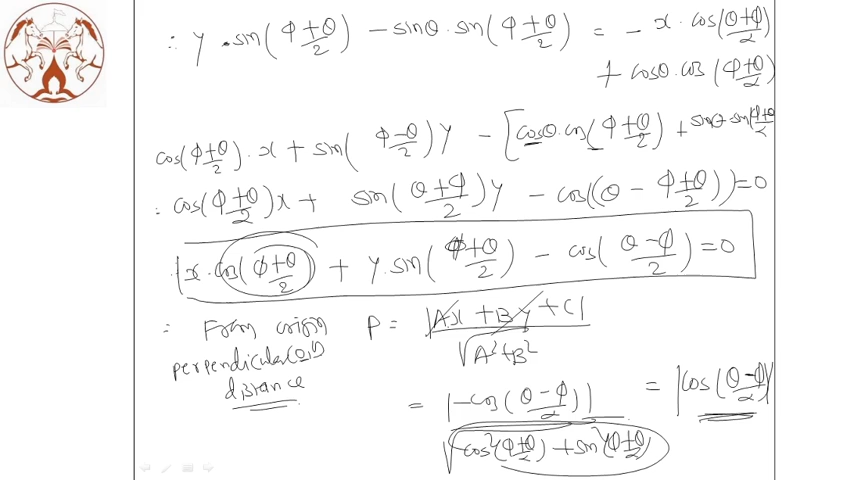 ∴ y · sin(φ+θ/2) − sinθ · sin(φ+θ/2) = − x · cos(θ+φ/2)
+ cosθ · cos(φ+θ/2)
cos(φ+θ/2) · x + sin(φ-θ/2) y − [cosθ · cos(φ+θ/2) + sinθ · sin(φ+θ/2
∴ cos(φ+θ/2)x + sin(θ+φ/2)y − cos(θ − (φ+θ/2)) = 0
x · cos(φ+θ/2) + y · sin(φ+θ/2) − cos(θ−φ/2) = 0
∴ From origin P = |Ax + By + C| / √A²+B²
perpendicular (0,0)
distance
= |−cos(θ−φ/2)| / √cos²(φ+θ/2) + sin²(φ+θ/2) = |cos(θ−φ/2)|